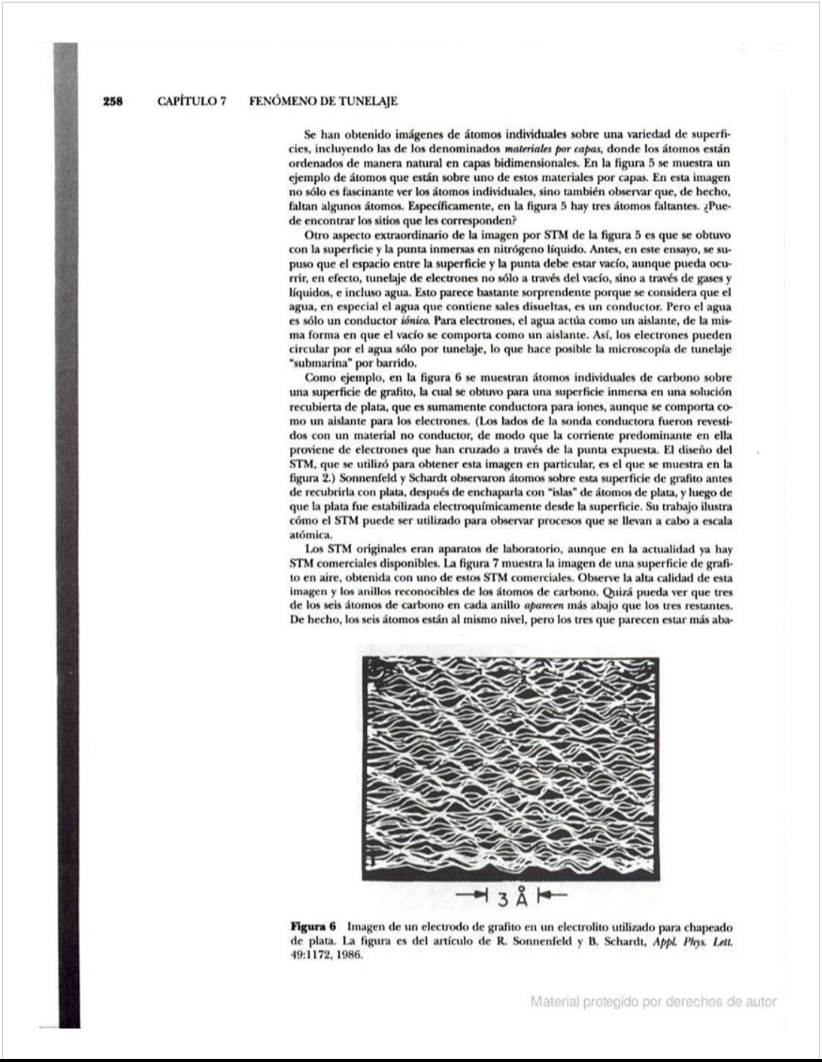 258 CAPÍTULO 7 FENÓMENO DE TUNELAJE
Se han obtenido imágenes de átomos individuales sobre una variedad de superfi-
cies, incluyendo las de los denominados materiales por capas, donde los átomos están
ordenados de manera natural en capas bidimensionales. En la figura 5 se muestra un
ejemplo de átomos que están sobre uno de estos materiales por capas. En esta imagen
no sólo es fascinante ver los átomos individuales, sino también observar que, de hecho,
faltan algunos átomos. Específicamente, en la figura 5 hay tres átomos faltantes. ¿Pue-
de encontrar los sitios que les corresponden?
Otro aspecto extraordinario de la imagen por STM de la figura 5 es que se obtuvo
con la superficie y la punta inmersas en nitrógeno líquido. Antes, en este ensayo, se su-
puso que el espacio entre la superficie y la punta debe estar vacío, aunque pueda ocu-
rrir, en efecto, tunelaje de electrones no sólo a través del vacío, sino a través de gases y
líquidos, e incluso agua. Esto parece bastante sorprendente porque se considera que el
agua, en especial el agua que contiene sales disueltas, es un conductor. Pero el agua
es sólo un conductor iónico. Para electrones, el agua actúa como un aislante, de la mis-
ma forma en que el vacío se comporta como un aislante. Así, los electrones pueden
circular por el agua sólo por tunelaje, lo que hace posible la microscopía de tunelaje
"submarina" por barrido.
Como ejemplo, en la figura 6 se muestran átomos individuales de carbono sobre
una superficie de grafito, la cual se obtuvo para una superficie inmersa en una solución
recubierta de plata, que es sumamente conductora para iones, aunque se comporta co-
mo un aislante para los electrones. (Los lados de la sonda conductora fueron revesti-
dos con un material no conductor, de modo que la corriente predominante en ella
proviene de electrones que han cruzado a través de la punta expuesta. El diseño del
STM, que se utilizó para obtener esta imagen en particular, es el que se muestra en la
figura 2.) Sonnenfeld y Schardt observaron átomos sobre esta superficie de grafito antes
de recubrirla con plata, después de enchaparla con "islas" de átomos de plata, y luego de
que la plata fue estabilizada electroquímicamente desde la superficie. Su trabajo ilustra
cómo el STM puede ser utilizado para observar procesos que se llevan a cabo a escala
atómica.
Los STM originales eran aparatos de laboratorio, aunque en la actualidad ya hay
STM comerciales disponibles. La figura 7 muestra la imagen de una superficie de grafi-
to en aire, obtenida con uno de estos STM comerciales. Observe la alta calidad de esta
imagen y los anillos reconocibles de los átomos de carbono. Quizá pueda ver que tres
de los seis átomos de carbono en cada anillo aparecen más abajo que los tres restantes.
De hecho, los seis átomos están al mismo nivel, pero los tres que parecen estar más aba-
3 Å
Figura 6 Imagen de un electrodo de grafito en un electrolito utilizado para chapeado
de plata. La figura es del artículo de R. Sonnenfeld y B. Schardt, Appl. Phys. Lett.
49:1172, 1986.
Material protegido por derechos de autor